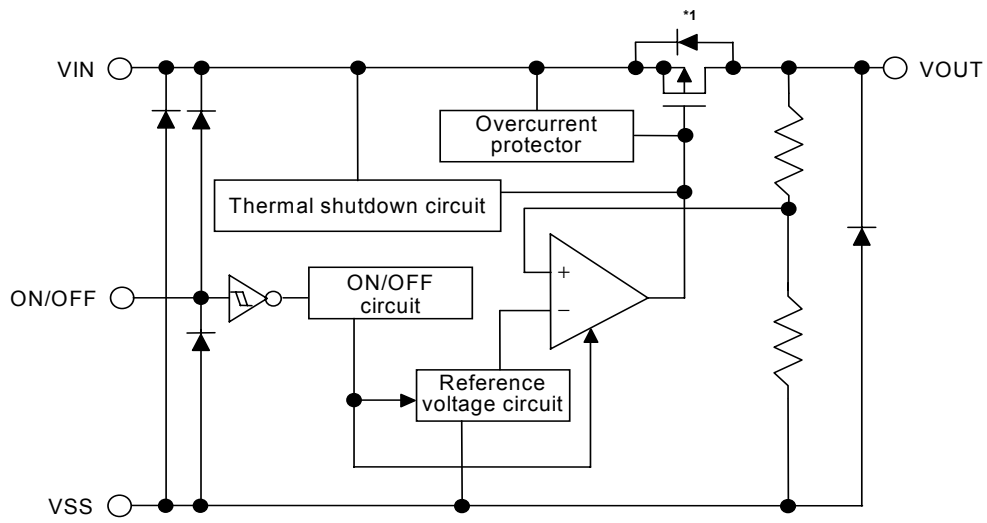 *1
VIN
VOUT
Overcurrent
protector
Thermal shutdown circuit
ON/OFF
ON/OFF
circuit
+
−
Reference
voltage circuit
VSS